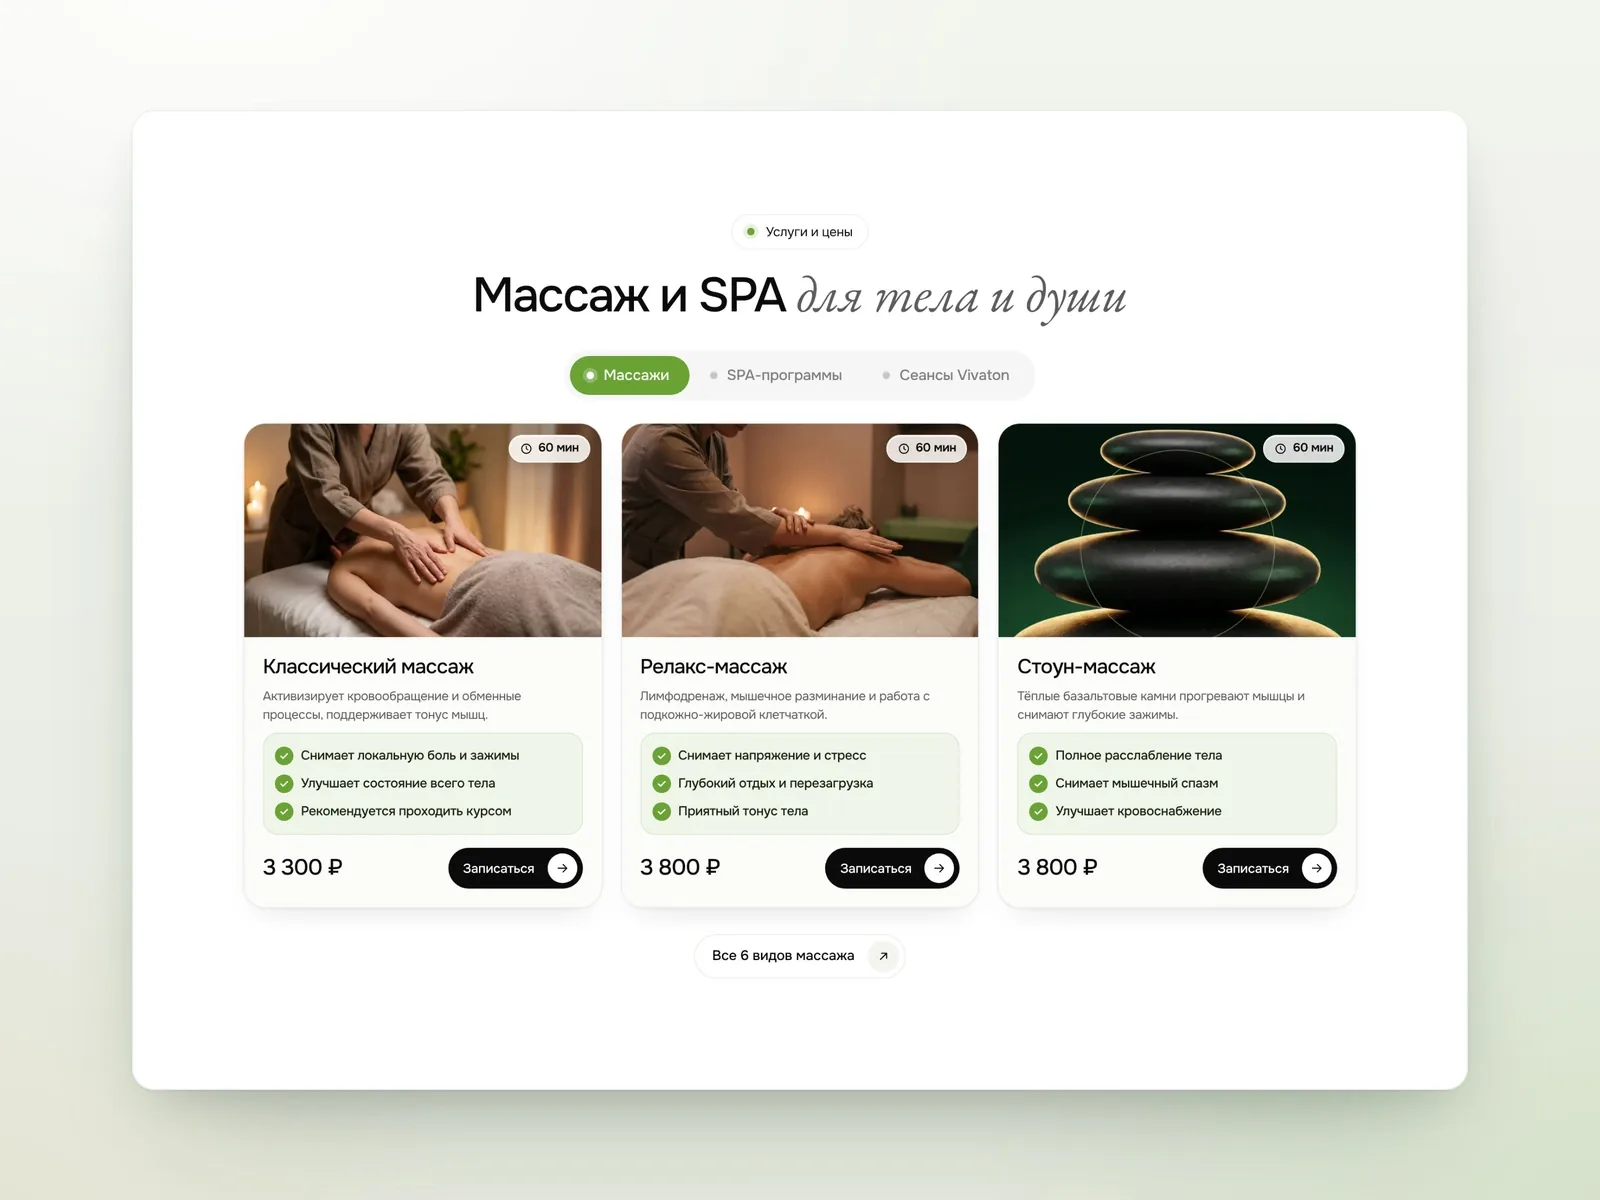 Услуги и цены
Массаж и SPA для тела и души
Массажи
SPA-программы
Сеансы Vivaton
60 мин
Классический массаж
Активизирует кровообращение и обменные
процессы, поддерживает тонус мышц.
Снимает локальную боль и зажимы
Улучшает состояние всего тела
Рекомендуется проходить курсом
3 300 ₽
Записаться
60 мин
Релакс-массаж
Лимфодренаж, мышечное разминание и работа с
подкожно-жировой клетчаткой.
Снимает напряжение и стресс
Глубокий отдых и перезагрузка
Приятный тонус тела
3 800 ₽
Записаться
60 мин
Стоун-массаж
Тёплые базальтовые камни прогревают мышцы и
снимают глубокие зажимы.
Полное расслабление тела
Снимает мышечный спазм
Улучшает кровоснабжение
3 800 ₽
Записаться
Все 6 видов массажа